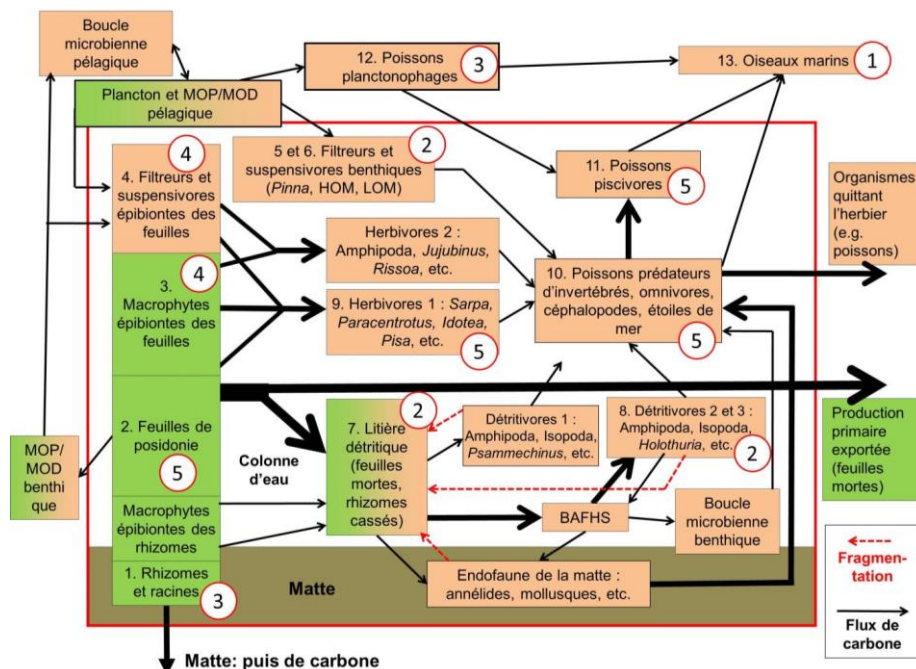 Boucle
microbienne
pélagique
12. Poissons
planctonophages
3
13. Oiseaux marins
1
Plancton et MOP/MOD
pélagique
4
4. Filtreurs et
suspensivores
épibiontes des
feuilles
5 et 6. Filtreurs et
suspensivores benthiques
(Pinna, HOM, LOM)
2
11. Poissons
piscivores
5
Organismes
quittant
l'herbier
(e.g.
poissons)
Herbivores 2 :
Amphipoda, Jujubinus,
Rissoa, etc.
10. Poissons prédateurs
d'invertébrés, omnivores,
céphalopodes, étoiles de
mer
5
4
3.
Macrophytes
épibiontes des
feuilles
9. Herbivores 1 : Sarpa,
Paracentrotus, Idotea,
Pisa, etc.
5
2. Feuilles de
posidonie
5
Colonne
d'eau
2
7. Litière
détritique
(feuilles
mortes,
rhizomes
cassés)
Détritivores 1 :
Amphipoda, Isopoda,
Psammechinus, etc.
8. Détritivores 2 et 3 :
Amphipoda, Isopoda,
Holothuria, etc.
2
Production
primaire
exportée
(feuilles
mortes)
MOP/
MOD
benthi
que
Macrophytes
épibiontes des
rhizomes
BAFHS
Boucle
microbienne
benthique
Fragmen-
tation
Flux de
carbone
1. Rhizomes
et racines
3
Matte
Endofaune de la matte :
annélides, mollusques, etc.
Matte: puis de carbone